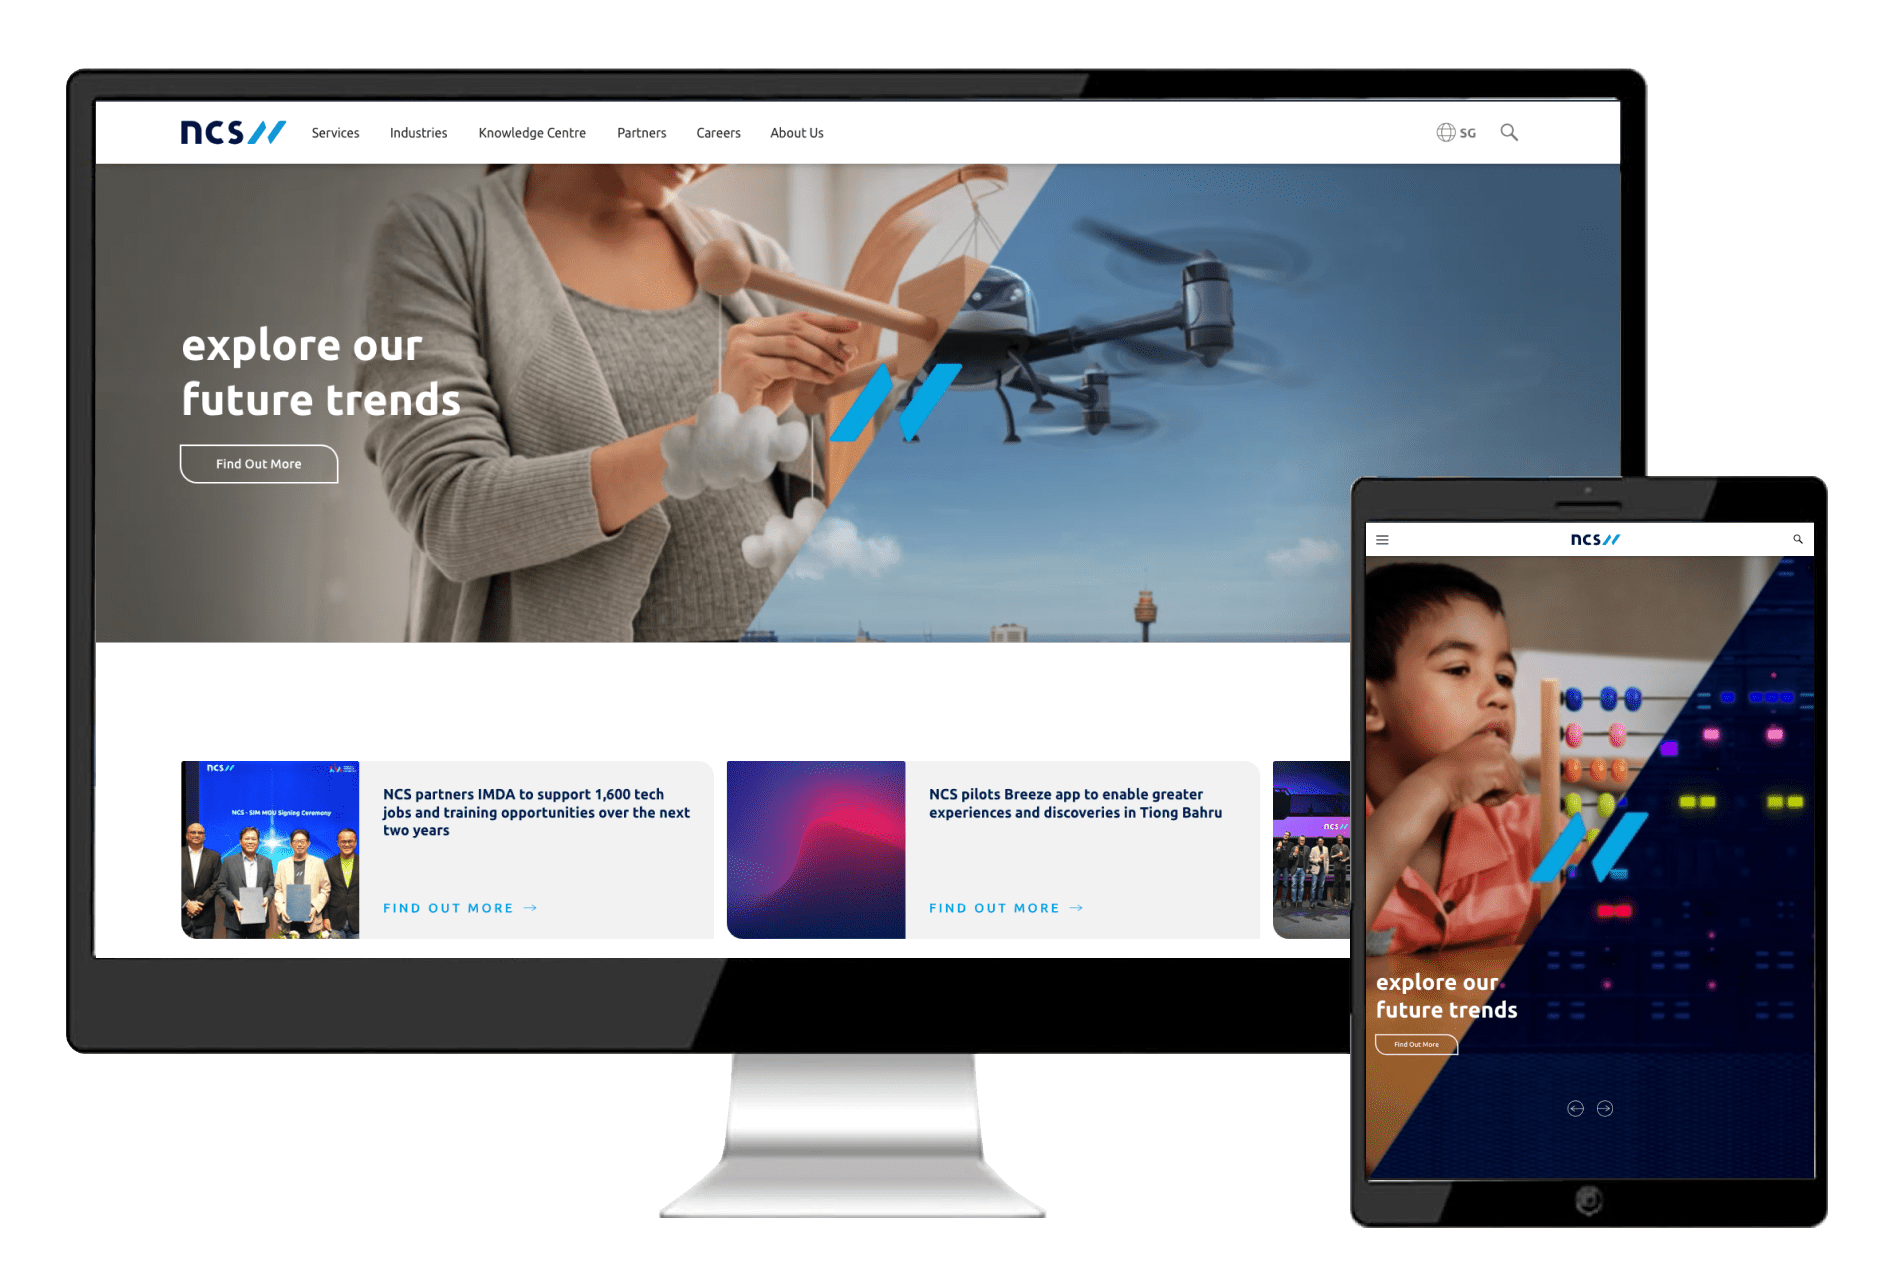 ncs
Services
Industries
Knowledge Centre
Partners
Careers
About Us
SG
explore our
future trends
Find Out More
ncs
NCS - SIM MOU Signing Ceremony
NCS partners IMDA to support 1,600 tech
jobs and training opportunities over the next
two years
FIND OUT MORE →
NCS pilots Breeze app to enable greater
experiences and discoveries in Tiong Bahru
FIND OUT MORE →
ncs
ncs
explore our
future trends
Find Out More